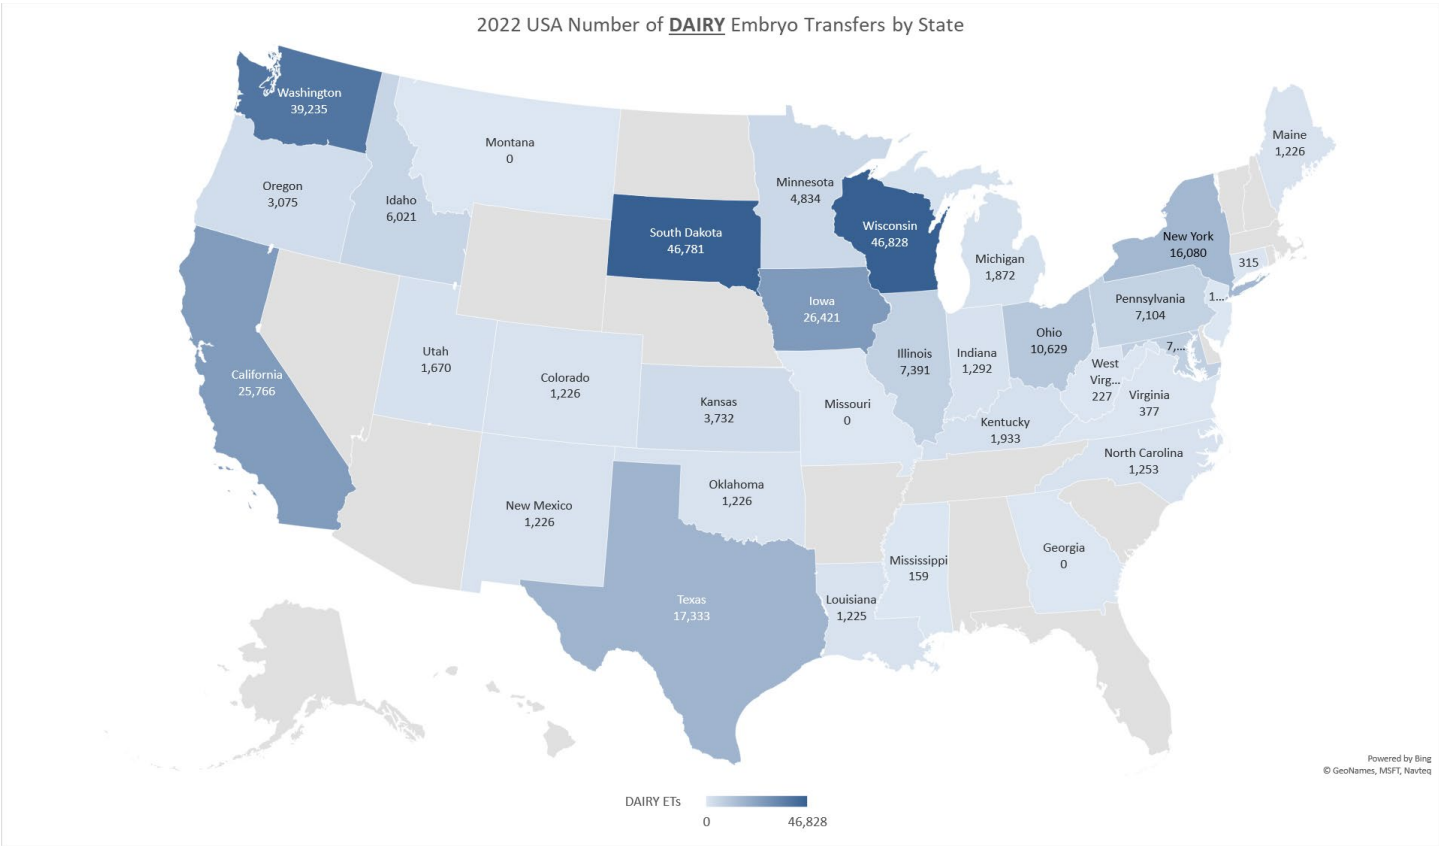 2022 USA Number of DAIRY Embryo Transfers by State
Washington
39,235
Montana
0
Maine
1,226
Oregon
3,075
Idaho
6,021
Minnesota
4,834
South Dakota
46,781
Wisconsin
46,828
New York
16,080
Michigan
1,872
315
Iowa
26,421
Pennsylvania
7,104
1...
Utah
1,670
Colorado
1,226
Illinois
7,391
Indiana
1,292
Ohio
10,629
7,...
West
Virg...
227
California
25,766
Kansas
3,732
Missouri
0
Kentucky
1,933
Virginia
377
North Carolina
1,253
New Mexico
1,226
Oklahoma
1,226
Texas
17,333
Louisiana
1,225
Mississippi
159
Georgia
0
Powered by Bing
© GeoNames, MSFT, Navteq
DAIRY ETs
0
46,828